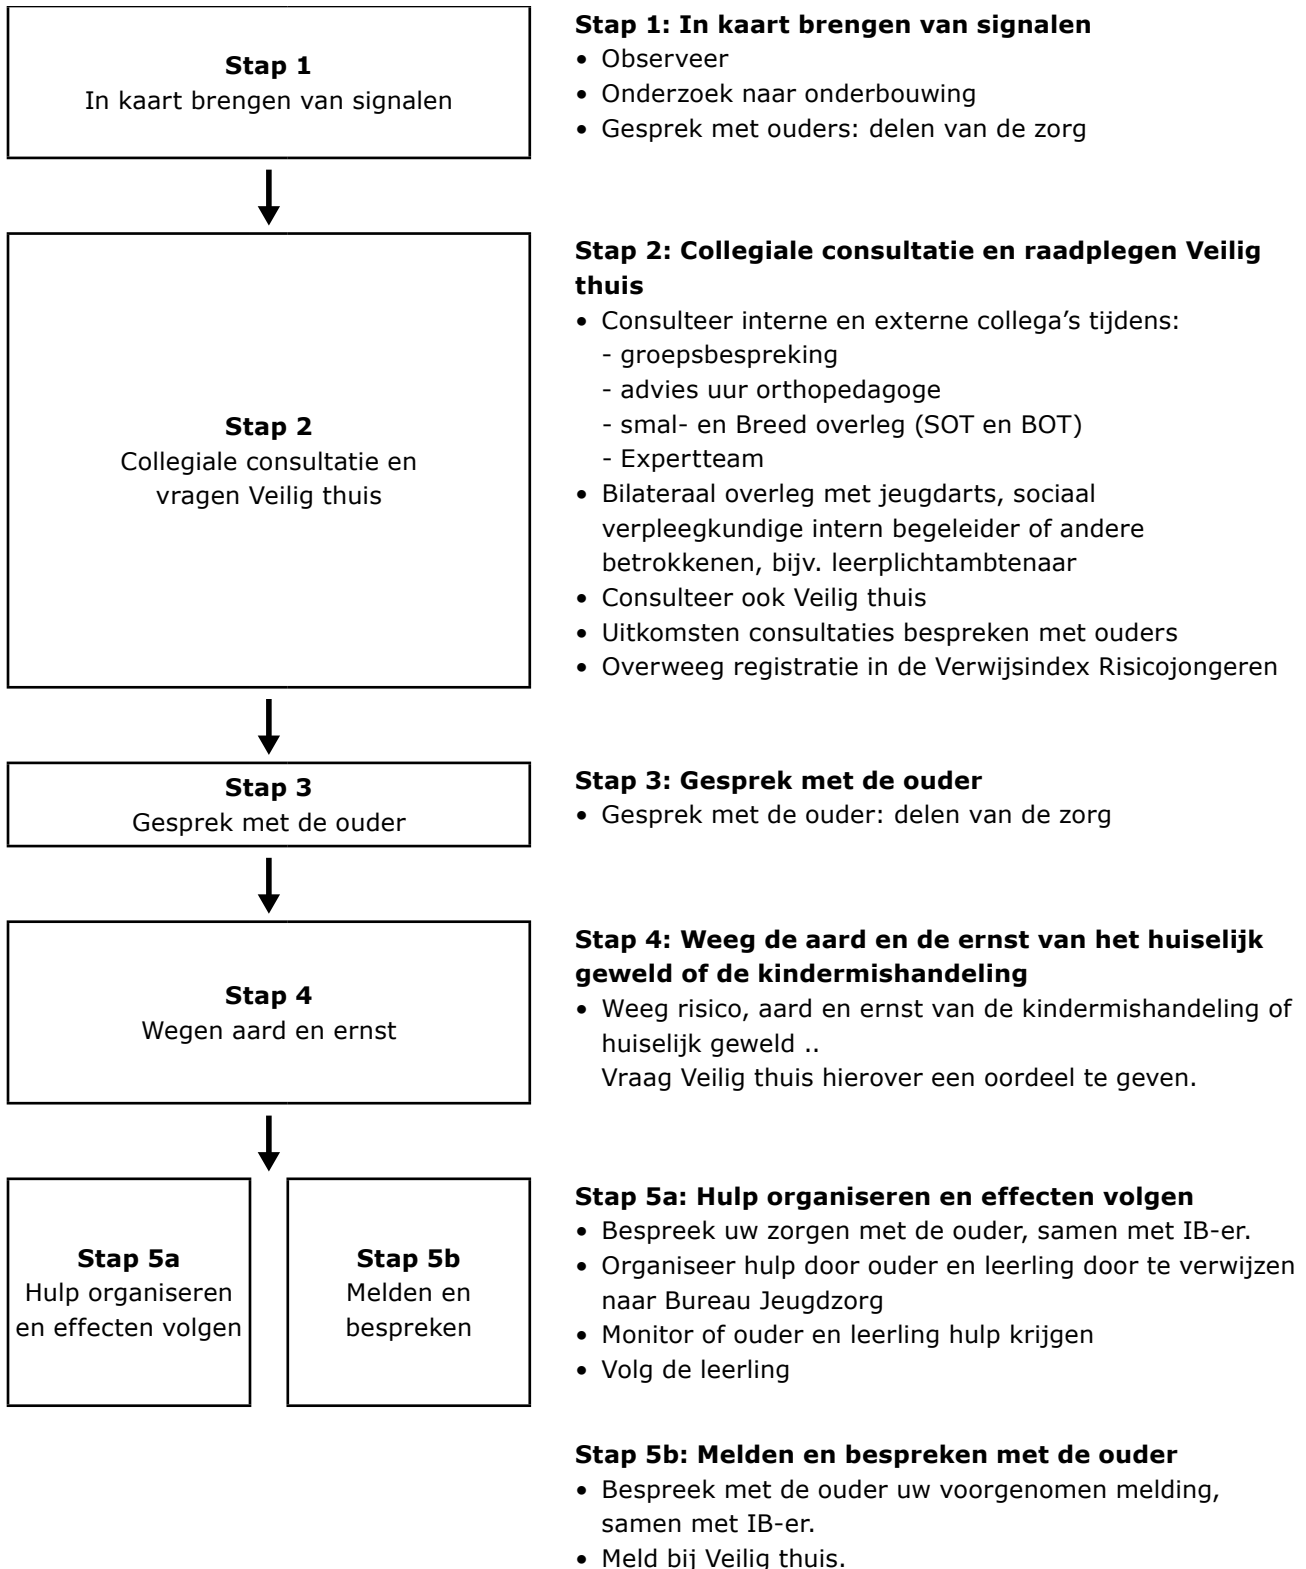 Stap 1
In kaart brengen van signalen
Stap 1: In kaart brengen van signalen
• Observeer
• Onderzoek naar onderbouwing
• Gesprek met ouders: delen van de zorg
Stap 2
Collegiale consultatie en
vragen Veilig thuis
Stap 2: Collegiale consultatie en raadplegen Veilig
thuis
• Consulteer interne en externe collega’s tijdens:
- groepsbespreking
- advies uur orthopedagoge
- smal- en Breed overleg (SOT en BOT)
- Expertteam
• Bilateraal overleg met jeugdarts, sociaal
verpleegkundige intern begeleider of andere
betrokkenen, bijv. leerplichtambtenaar
• Consulteer ook Veilig thuis
• Uitkomsten consultaties bespreken met ouders
• Overweeg registratie in de Verwijsindex Risicojongeren
Stap 3
Gesprek met de ouder
Stap 3: Gesprek met de ouder
• Gesprek met de ouder: delen van de zorg
Stap 4
Wegen aard en ernst
Stap 4: Weeg de aard en de ernst van het huiselijk
geweld of de kindermishandeling
• Weeg risico, aard en ernst van de kindermishandeling of
huiselijk geweld ..
Vraag Veilig thuis hierover een oordeel te geven.
Stap 5a
Hulp organiseren
en effecten volgen
Stap 5b
Melden en
bespreken
Stap 5a: Hulp organiseren en effecten volgen
• Bespreek uw zorgen met de ouder, samen met IB-er.
• Organiseer hulp door ouder en leerling door te verwijzen
naar Bureau Jeugdzorg
• Monitor of ouder en leerling hulp krijgen
• Volg de leerling
Stap 5b: Melden en bespreken met de ouder
• Bespreek met de ouder uw voorgenomen melding,
samen met IB-er.
• Meld bij Veilig thuis.